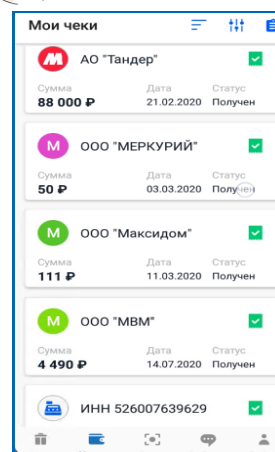 Мои чеки
АО "Тандер"
Сумма Дата Статус
88 000 ₽ 21.02.2020 Получен
М ООО "МЕРКУРИЙ"
Сумма Дата Статус
50 ₽ 03.03.2020 Получен
М ООО "Максидом"
Сумма Дата Статус
111 ₽ 11.03.2020 Получен
М ООО "МВМ"
Сумма Дата Статус
4 490 ₽ 14.07.2020 Получен
ИНН 526007639629